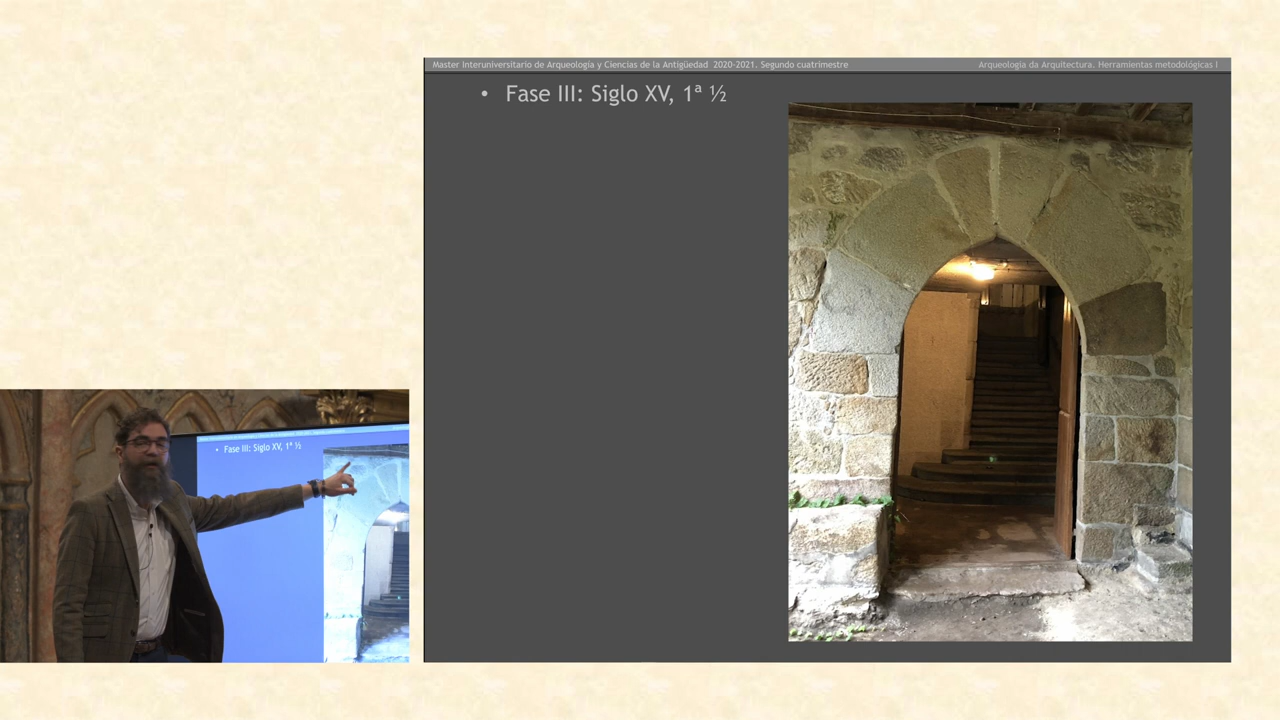 Master Interuniversitario de Arqueología y Ciencias de la Antigüedad 2020-2021. Segundo cuatrimestre
Arqueología da Arquitectura. Herramientas metodológicas I
• Fase III: Siglo XV, 1ª ½
• Fase III: Siglo XV, 1ª ½